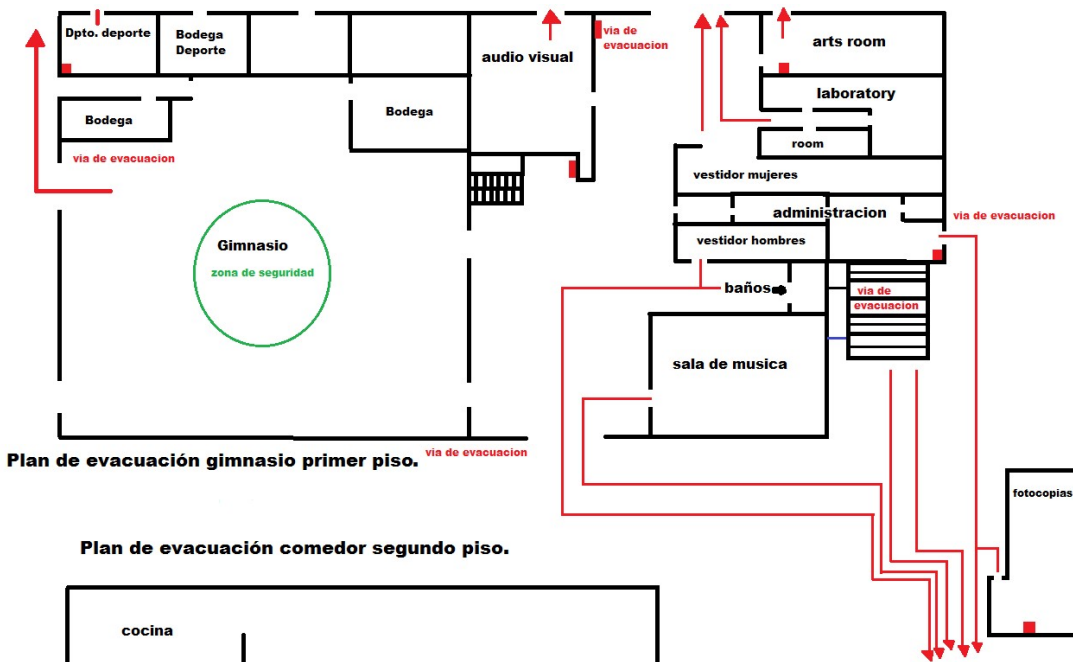 Dpto. deporte
Bodega
Deporte
audio visual
via de
evacuacion
arts room
laboratory
Bodega
Bodega
room
via de evacuacion
vestidor mujeres
administracion
via de evacuacion
Gimnasio
vestidor hombres
zona de seguridad
baños
via de
evacuacion
sala de musica
via de evacuacion
Plan de evacuación gimnasio primer piso.
fotocopias
Plan de evacuación comedor segundo piso.
cocina